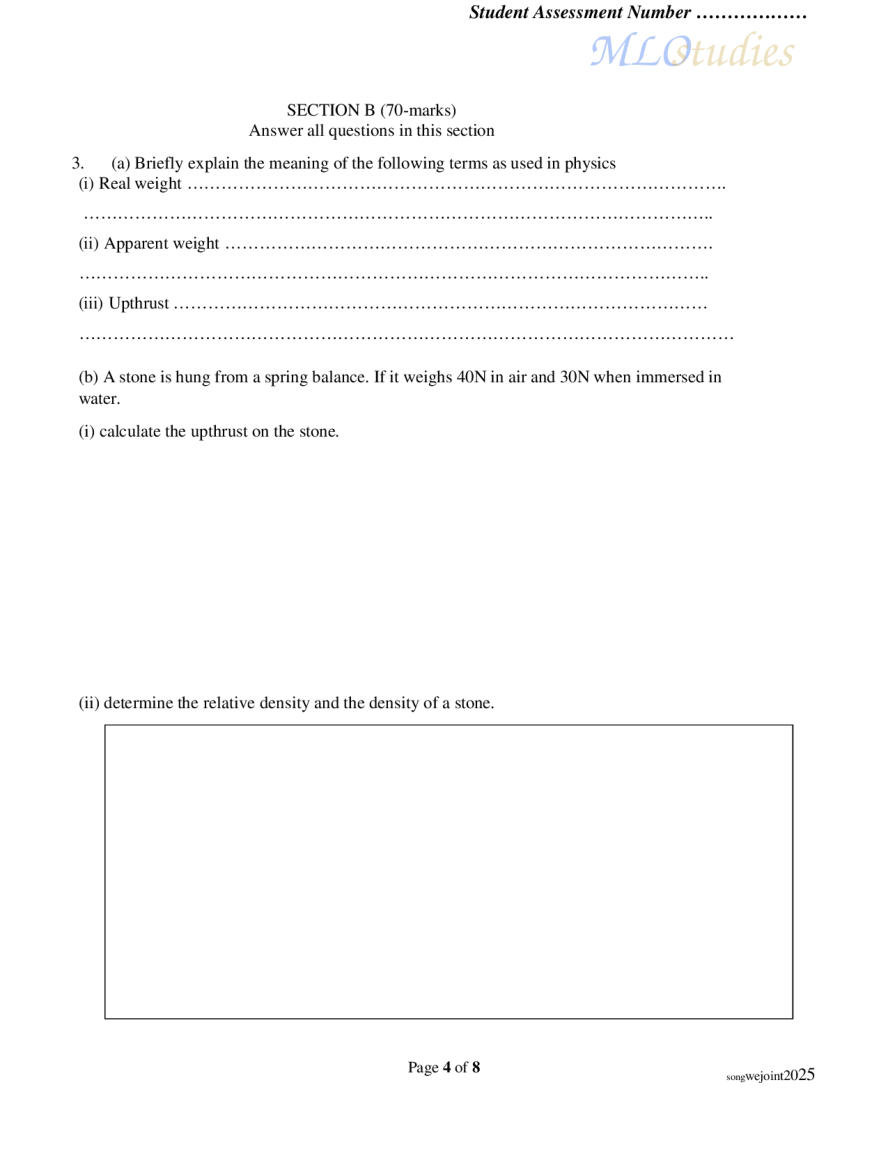 Student Assessment Number ………………
MLOstudies
SECTION B (70-marks)
Answer all questions in this section
3. (a) Briefly explain the meaning of the following terms as used in physics
(i) Real weight ………………………………………………………………………………….
………………………………………………………………………………………………..
(ii) Apparent weight ………………………………………………………………………….
………………………………………………………………………………………………..
(iii) Upthrust …………………………………………………………………………………
……………………………………………………………………………………………………
(b) A stone is hung from a spring balance. If it weighs 40N in air and 30N when immersed in
water.
(i) calculate the upthrust on the stone.
(ii) determine the relative density and the density of a stone.
Page 4 of 8
songwejoint2025